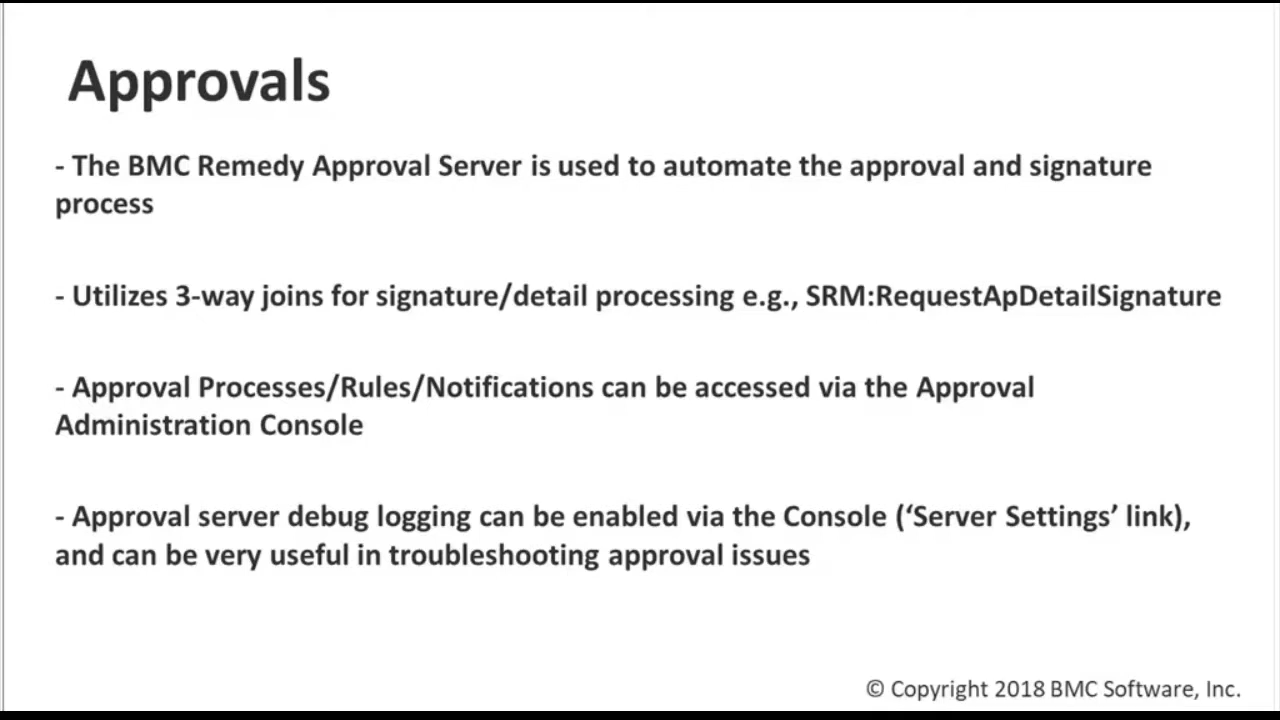 Approvals
- The BMC Remedy Approval Server is used to automate the approval and signature
process
- Utilizes 3-way joins for signature/detail processing e.g., SRM:RequestApDetailSignature
- Approval Processes/Rules/Notifications can be accessed via the Approval
Administration Console
- Approval server debug logging can be enabled via the Console (‘Server Settings’ link),
and can be very useful in troubleshooting approval issues
© Copyright 2018 BMC Software, Inc.